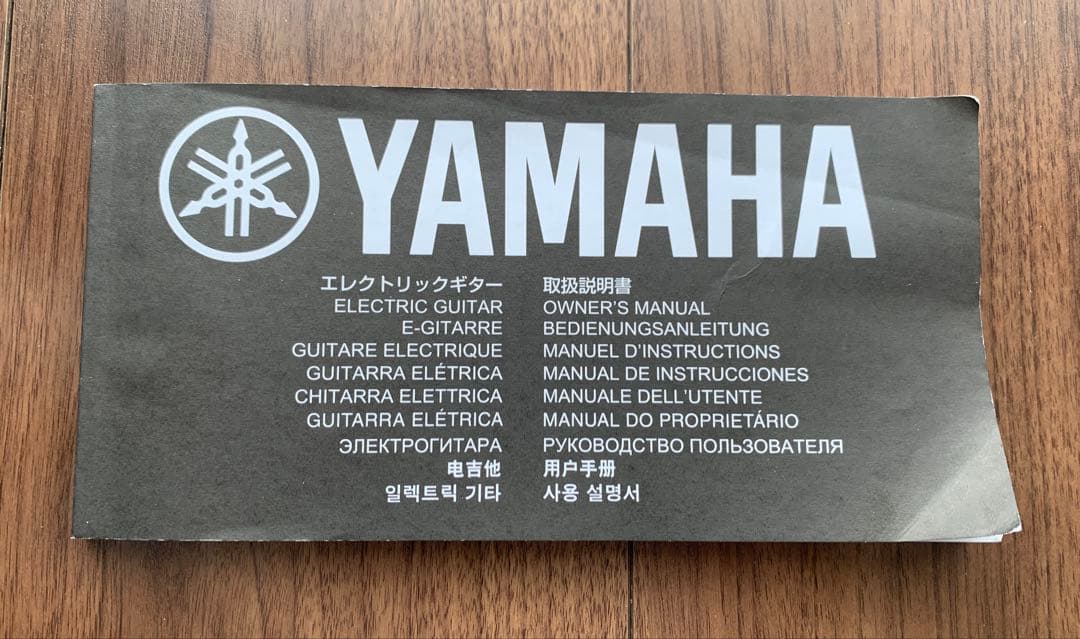 YAMAHA
エレクトリックギター 取扱説明書
ELECTRIC GUITAR OWNER'S MANUAL
E-GITARRE BEDIENUNGSANLEITUNG
GUITARE ELECTRIQUE MANUEL D'INSTRUCTIONS
GUITARRA ELÉTRICA MANUAL DE INSTRUCCIONES
CHITARRA ELETTRICA MANUALE DELL'UTENTE
GUITARRA ELÉTRICA MANUAL DO PROPRIETÁRIO
ЭЛЕКТРОГИТАРА РУКОВОДСТВО ПОЛЬЗОВАТЕЛЯ
电吉他 用户手册
일렉트릭 기타 사용 설명서